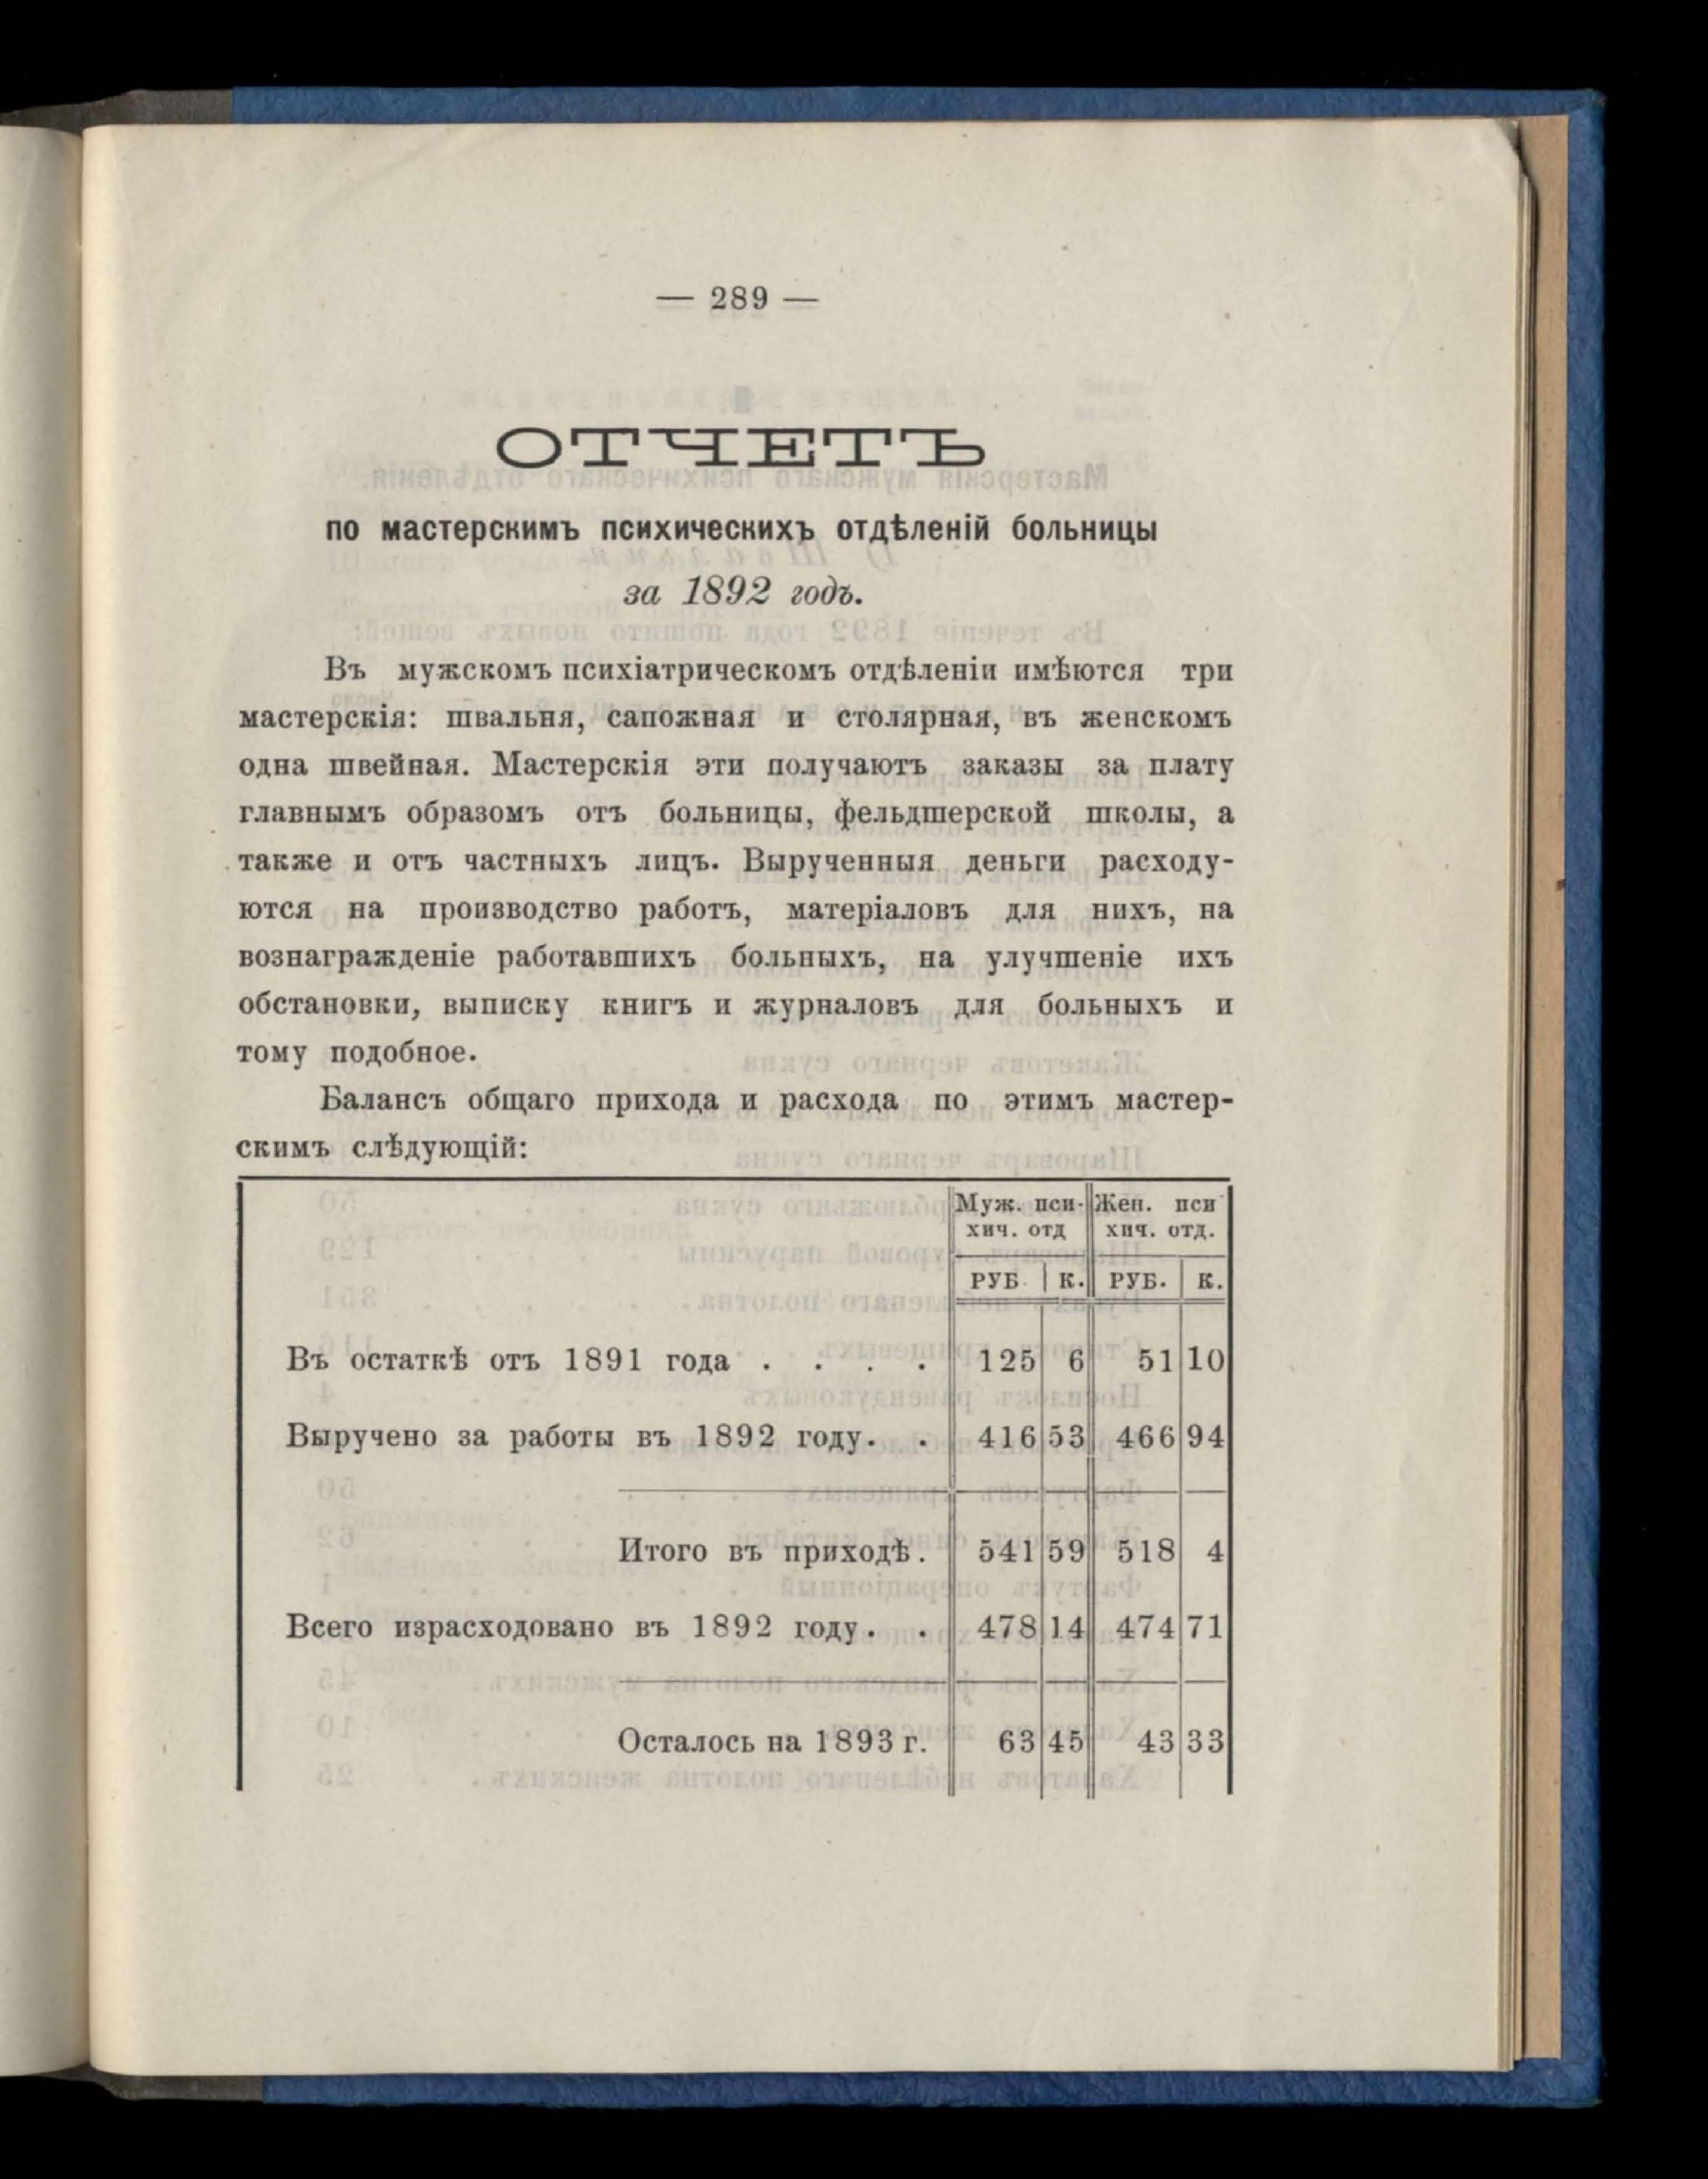 — 289 —
ОТЧЕТЪ
по мастерскимъ психическихъ отдѣленій больницы
за 1892 годъ.
Въ мужскомъ психіатрическомъ отдѣленіи имѣются три
мастерскія: швальня, сапожная и столярная, въ женскомъ
одна швейная. Мастерскія эти получаютъ заказы за плату
главнымъ образомъ отъ больницы, фельдшерской школы, а
также и отъ частныхъ лицъ. Вырученныя деньги расходу-
ются на производство работъ, матеріаловъ для нихъ, на
вознагражденіе работавшихъ больныхъ, на улучшеніе ихъ
обстановки, выписку книгъ и журналовъ для больныхъ и
тому подобное.
Балансъ общаго прихода и расхода по этимъ мастер-
скимъ слѣдующій:
Муж. пси- Жен. пси
хич. отд хич. отд.
РУБ. К. РУБ. К.
Въ остаткѣ отъ 1891 года . . . . 125 6 51 10
Выручено за работы въ 1892 году. . 416 53 466 94
Итого въ приходѣ. 541 59 518 4
Всего израсходовано въ 1892 году. . 478 14 474 71
Осталось на 1893 г. 63 45 43 33